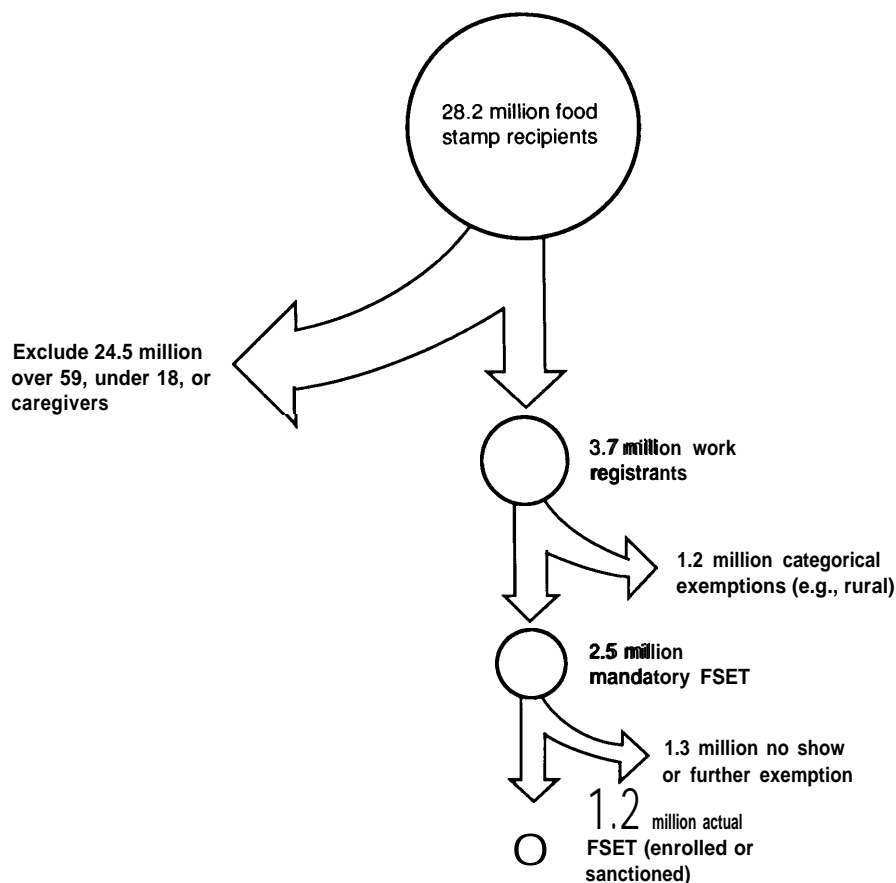 28.2 million food
stamp recipients
Exclude 24.5 million
over 59, under 18, or
caregivers
3.7 million work
registrants
1.2 million categorical
exemptions (e.g., rural)
2.5 million
mandatory FSET
1.3 million no show
or further exemption
1.2 million actual
FSET (enrolled or
sanctioned)